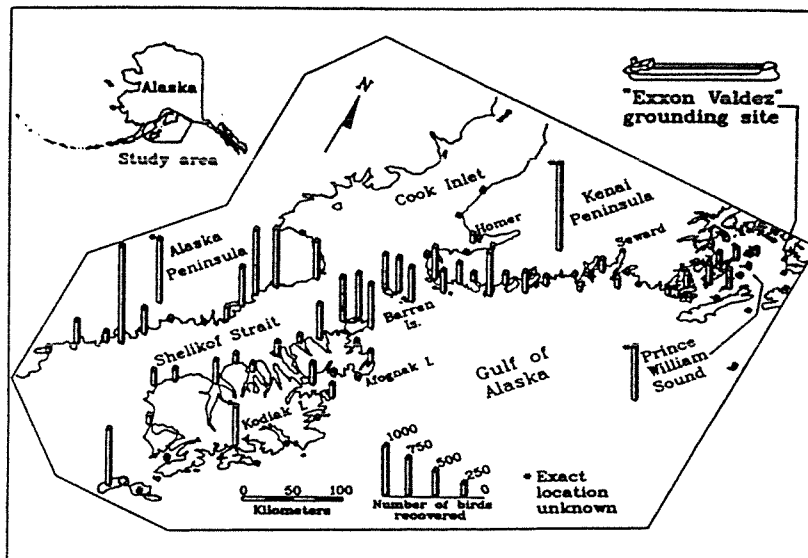 Alaska
Study area
N
"Exxon Valdez"
grounding site
Cook Inlet
Kenai
Peninsula
Homer
Seward
Alaska
Peninsula
Barren
Is.
Shelikof Strait
Afognak I.
Gulf of
Alaska
Prince
William
Sound
Kodiak I.
1000
750
500
250
0
0 50 100
Kilometers
Number of birds
recovered
* Exact
location
unknown